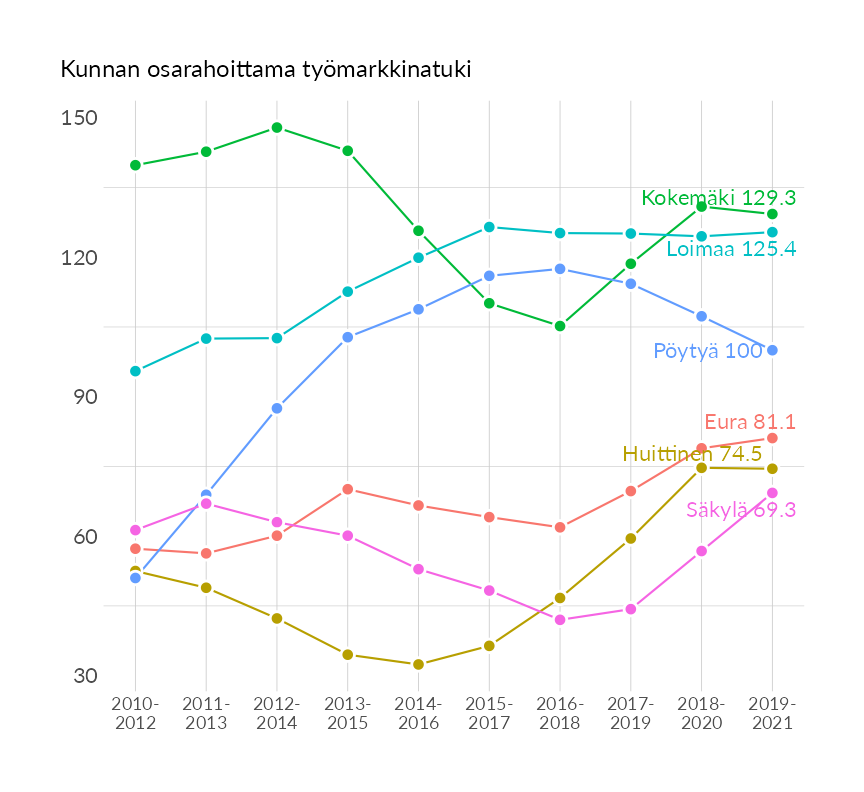 Kunnan osarahoittama työmarkkinatuki
150
120
90
60
30
Kokemäki 129.3
Loimaa 125.4
Pöytyä 100
Eura 81.1
Huittinen 74.5
Säkylä 69.3
2010- 2011- 2012- 2013- 2014- 2015- 2016- 2017- 2018- 2019-
2012 2013 2014 2015 2016 2017 2018 2019 2020 2021